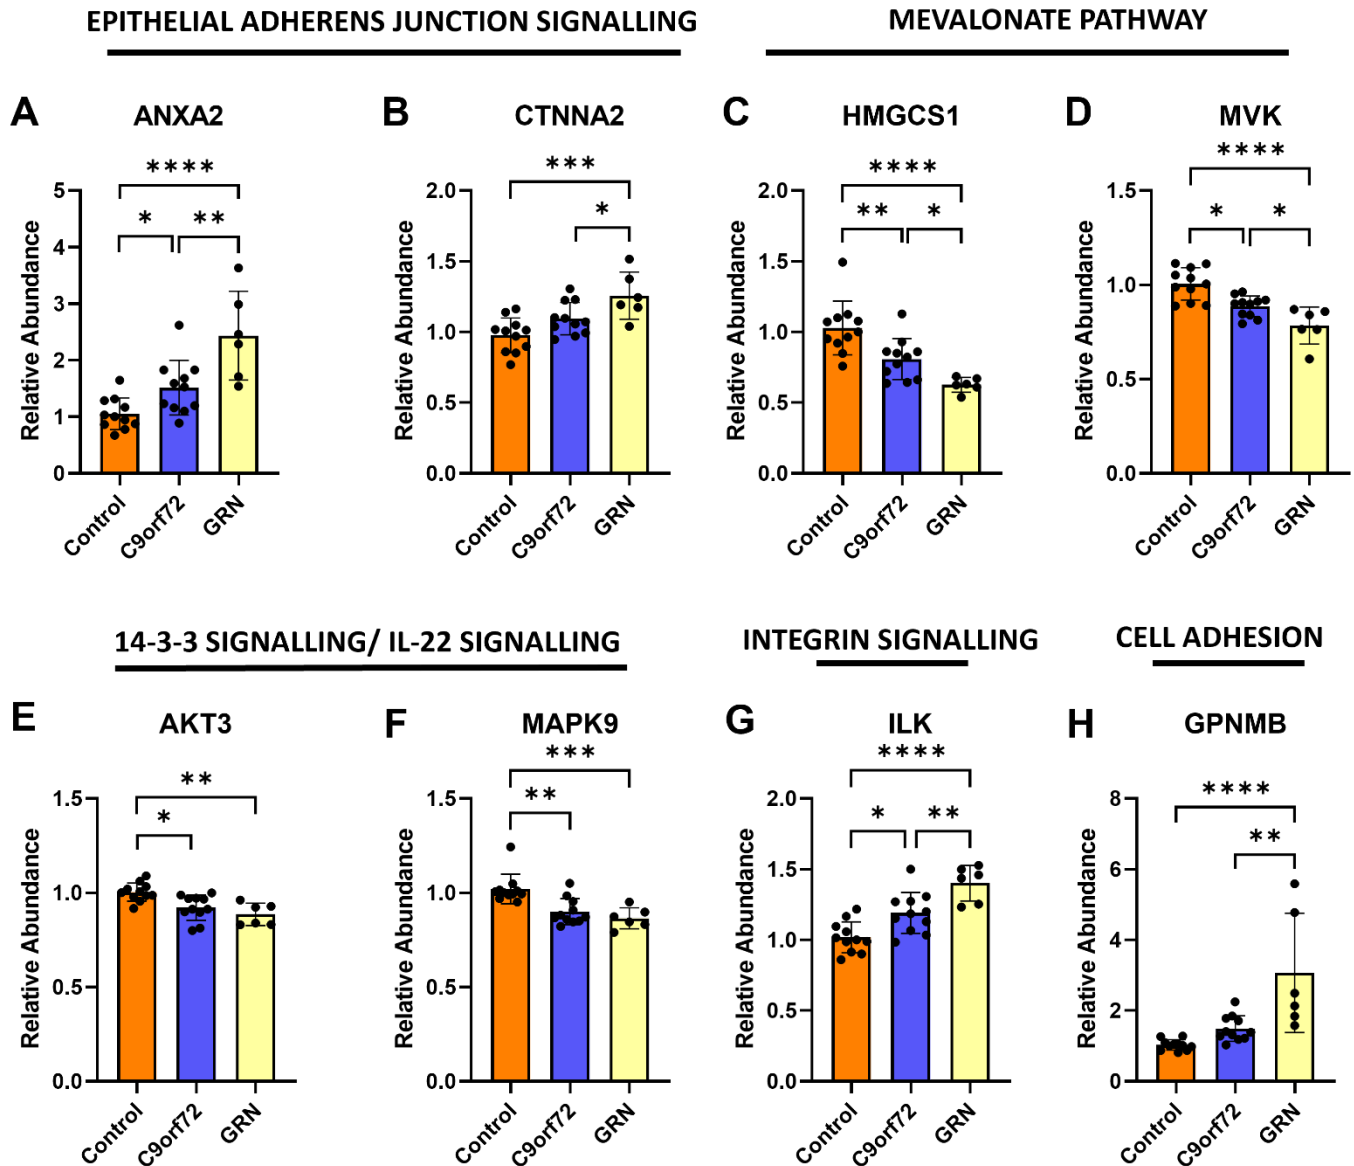 EPITHELIAL ADHERENS JUNCTION SIGNALLING
MEVALONATE PATHWAY
A
ANXA2
****
*
**
Relative Abundance
5
4
3
2
1
0
Control
C9orf72
GRN
B
CTNNA2
***
*
Relative Abundance
2.0
1.5
1.0
0.5
0.0
Control
C9orf72
GRN
C
HMGCS1
****
**
*
Relative Abundance
2.0
1.5
1.0
0.5
0.0
Control
C9orf72
GRN
D
MVK
****
*
*
Relative Abundance
1.5
1.0
0.5
0.0
Control
C9orf72
GRN
14-3-3 SIGNALLING/ IL-22 SIGNALLING
INTEGRIN SIGNALLING
CELL ADHESION
E
AKT3
**
*
Relative Abundance
1.5
1.0
0.5
0.0
Control
C9orf72
GRN
F
MAPK9
***
**
Relative Abundance
1.5
1.0
0.5
0.0
Control
C9orf72
GRN
G
ILK
****
*
**
Relative Abundance
2.0
1.5
1.0
0.5
0.0
Control
C9orf72
GRN
H
GPNMB
****
**
Relative Abundance
8
6
4
2
0
Control
C9orf72
GRN